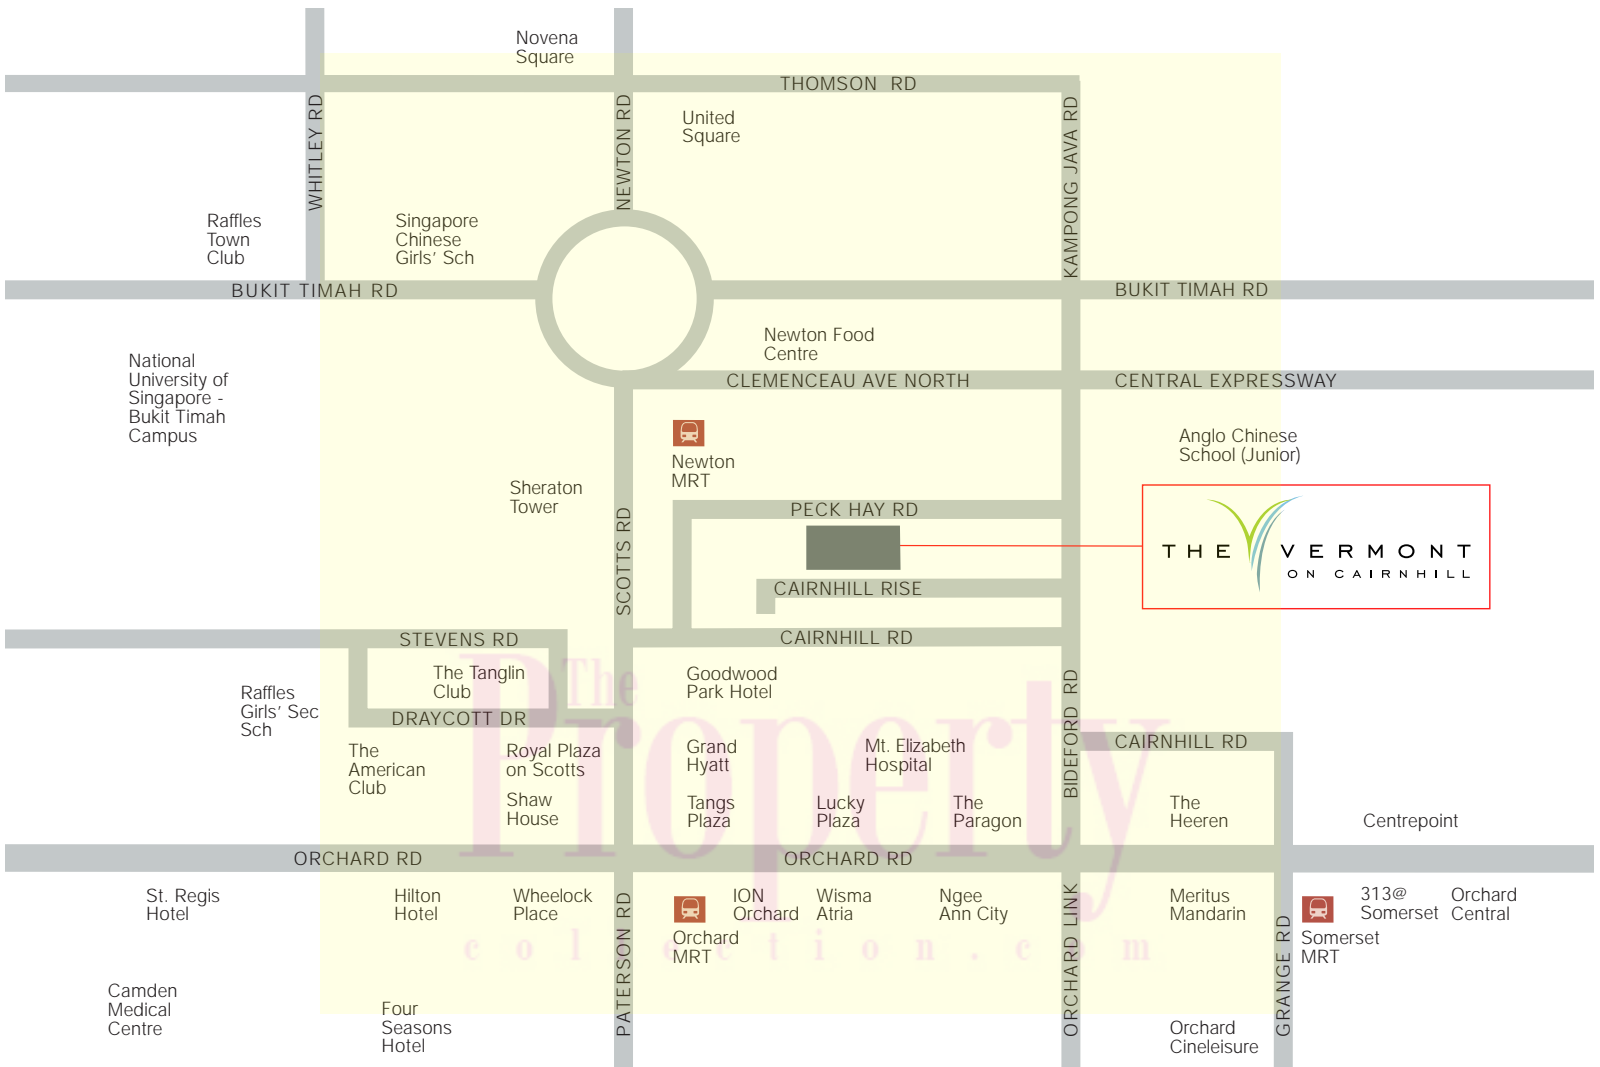 Novena
Square
THOMSON RD
WHITLEY RD
NEWTON RD
KAMPONG JAVA RD
United
Square
Raffles
Town
Club
Singapore
Chinese
Girls' Sch
BUKIT TIMAH RD
BUKIT TIMAH RD
Newton Food
Centre
National
University of
Singapore -
Bukit Timah
Campus
CLEMENCEAU AVE NORTH
CENTRAL EXPRESSWAY
Anglo Chinese
School (Junior)
Newton
MRT
Sheraton
Tower
SCOTTS RD
PECK HAY RD
THE VERMONT
ON CAIRNHILL
CAIRNHILL RISE
CAIRNHILL RD
STEVENS RD
The Tanglin
Club
Goodwood
Park Hotel
BIDEFORD RD
Raffles
Girls' Sec
Sch
DRAYCOTT DR
CAIRNHILL RD
The
American
Club
Royal Plaza
on Scotts
Grand
Hyatt
Mt. Elizabeth
Hospital
Shaw
House
Tangs
Plaza
Lucky
Plaza
The
Paragon
The
Heeren
Centrepoint
ORCHARD RD
ORCHARD RD
St. Regis
Hotel
Hilton
Hotel
Wheelock
Place
PATERSON RD
Orchard
MRT
ION
Orchard
Wisma
Atria
Ngee
Ann City
ORCHARD LINK
Meritus
Mandarin
GRANGE RD
Somerset
MRT
313@
Somerset
Orchard
Central
Camden
Medical
Centre
Four
Seasons
Hotel
Orchard
Cineleisure
The
Property
collection.com